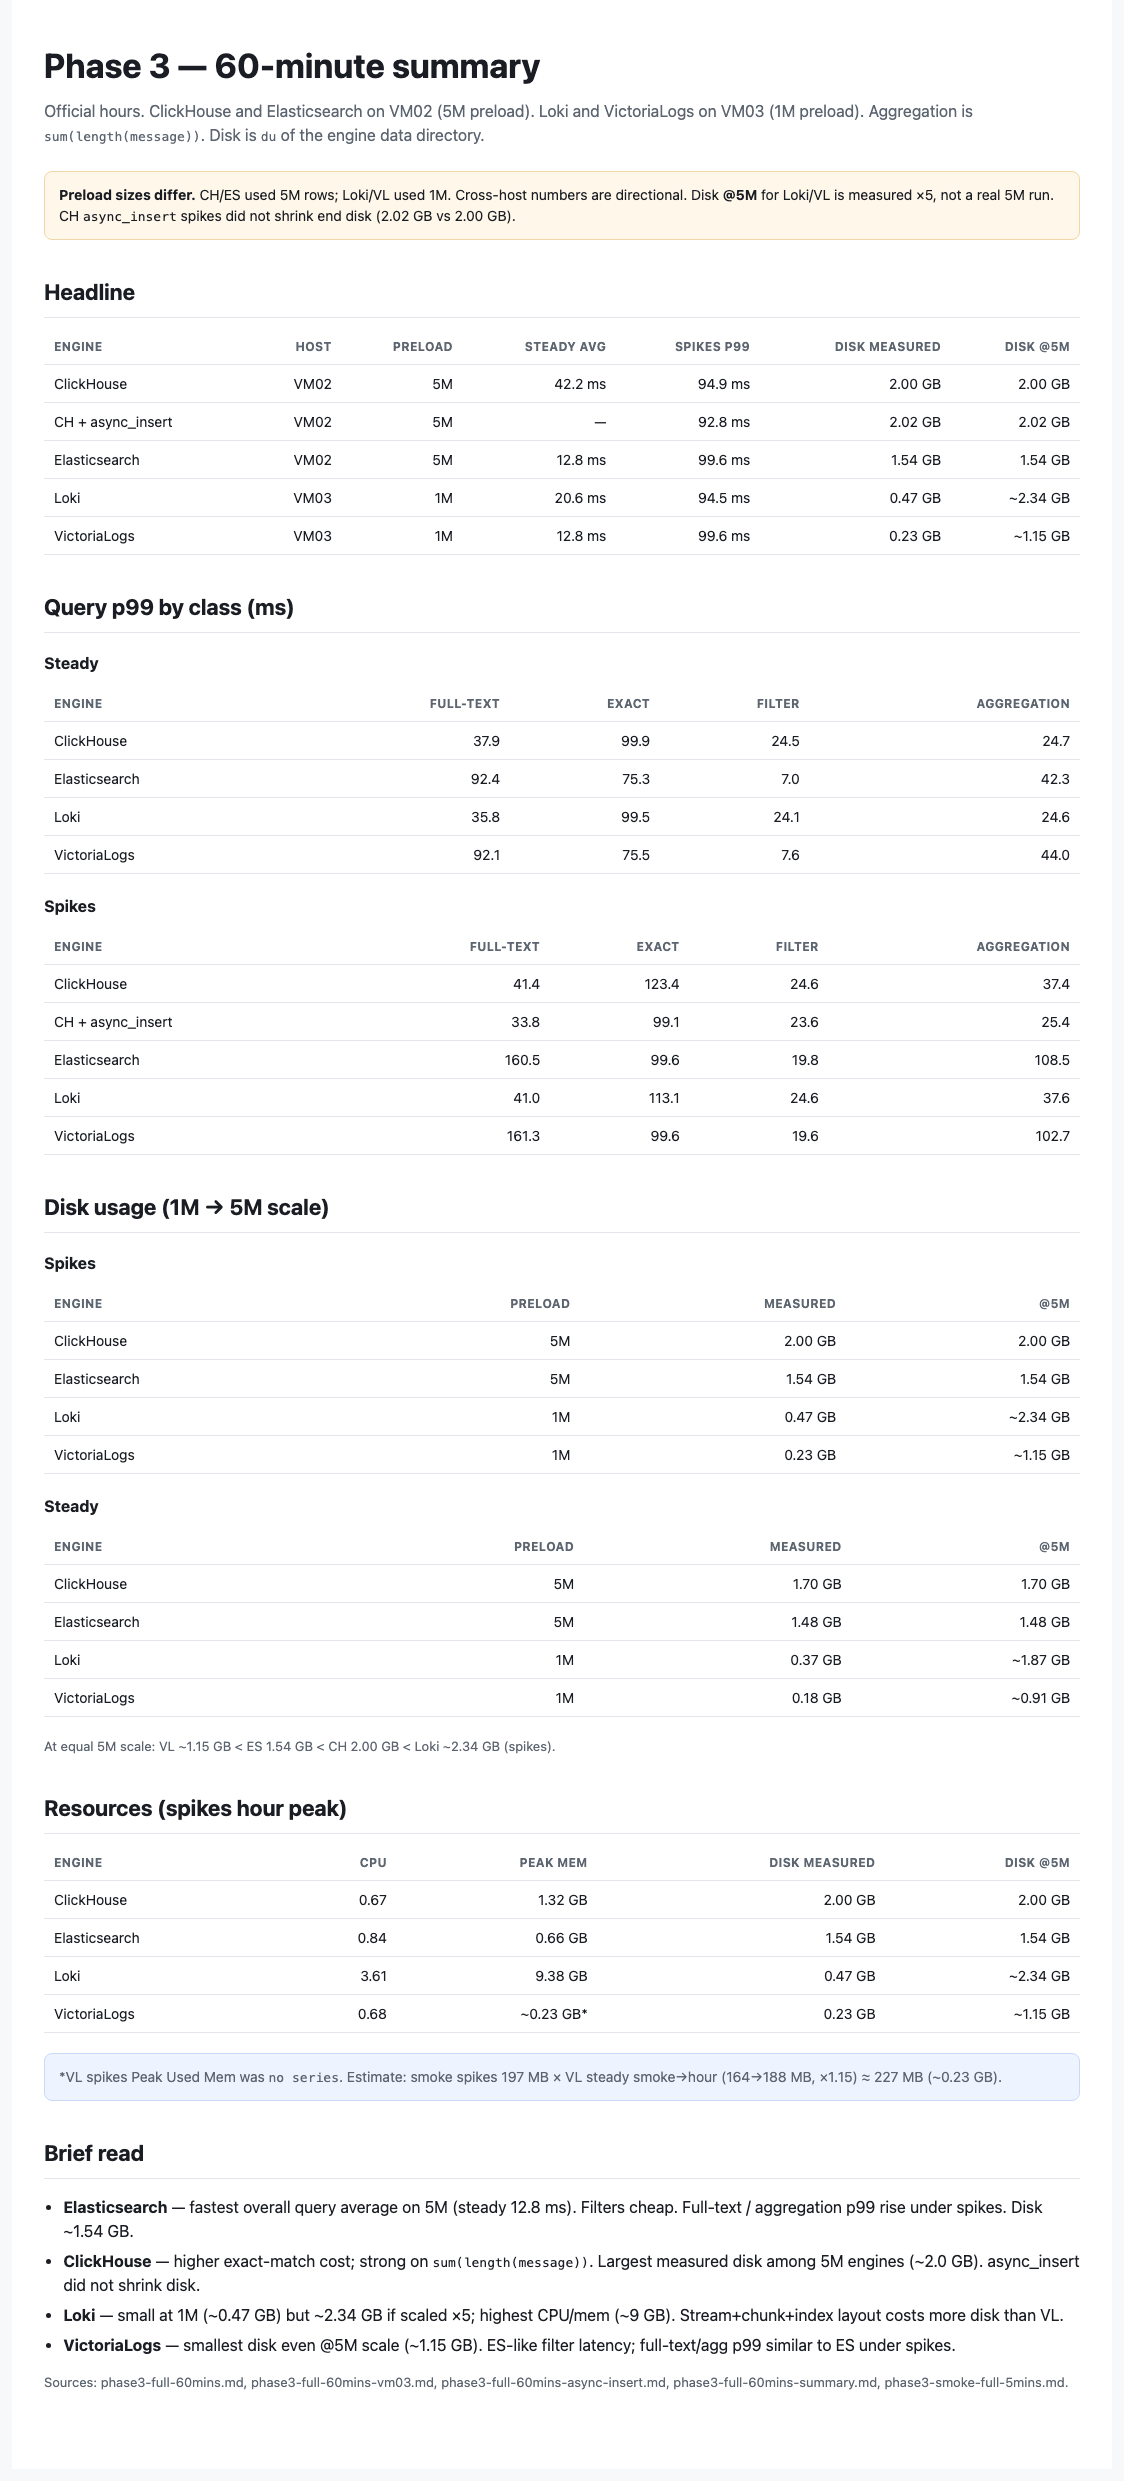 Phase 3 — 60-minute summary
Official hours. ClickHouse and Elasticsearch on VM02 (5M preload). Loki and VictoriaLogs on VM03 (1M preload). Aggregation is
sum(length(message)). Disk is du of the engine data directory.
Preload sizes differ. CH/ES used 5M rows; Loki/VL used 1M. Cross-host numbers are directional. Disk @5M for Loki/VL is measured ×5, not a real 5M run.
CH async_insert spikes did not shrink end disk (2.02 GB vs 2.00 GB).
Headline
ENGINE HOST PRELOAD STEADY AVG SPIKES P99 DISK MEASURED DISK @5M
ClickHouse VM02 5M 42.2 ms 94.9 ms 2.00 GB 2.00 GB
CH + async_insert VM02 5M — 92.8 ms 2.02 GB 2.02 GB
Elasticsearch VM02 5M 12.8 ms 99.6 ms 1.54 GB 1.54 GB
Loki VM03 1M 20.6 ms 94.5 ms 0.47 GB ~2.34 GB
VictoriaLogs VM03 1M 12.8 ms 99.6 ms 0.23 GB ~1.15 GB
Query p99 by class (ms)
Steady
ENGINE FULL-TEXT EXACT FILTER AGGREGATION
ClickHouse 37.9 99.9 24.5 24.7
Elasticsearch 92.4 75.3 7.0 42.3
Loki 35.8 99.5 24.1 24.6
VictoriaLogs 92.1 75.5 7.6 44.0
Spikes
ENGINE FULL-TEXT EXACT FILTER AGGREGATION
ClickHouse 41.4 123.4 24.6 37.4
CH + async_insert 33.8 99.1 23.6 25.4
Elasticsearch 160.5 99.6 19.8 108.5
Loki 41.0 113.1 24.6 37.6
VictoriaLogs 161.3 99.6 19.6 102.7
Disk usage (1M → 5M scale)
Spikes
ENGINE PRELOAD MEASURED @5M
ClickHouse 5M 2.00 GB 2.00 GB
Elasticsearch 5M 1.54 GB 1.54 GB
Loki 1M 0.47 GB ~2.34 GB
VictoriaLogs 1M 0.23 GB ~1.15 GB
Steady
ENGINE PRELOAD MEASURED @5M
ClickHouse 5M 1.70 GB 1.70 GB
Elasticsearch 5M 1.48 GB 1.48 GB
Loki 1M 0.37 GB ~1.87 GB
VictoriaLogs 1M 0.18 GB ~0.91 GB
At equal 5M scale: VL ~1.15 GB < ES 1.54 GB < CH 2.00 GB < Loki ~2.34 GB (spikes).
Resources (spikes hour peak)
ENGINE CPU PEAK MEM DISK MEASURED DISK @5M
ClickHouse 0.67 1.32 GB 2.00 GB 2.00 GB
Elasticsearch 0.84 0.66 GB 1.54 GB 1.54 GB
Loki 3.61 9.38 GB 0.47 GB ~2.34 GB
VictoriaLogs 0.68 ~0.23 GB* 0.23 GB ~1.15 GB
*VL spikes Peak Used Mem was no series. Estimate: smoke spikes 197 MB × VL steady smoke→hour (164→188 MB, ×1.15) ≈ 227 MB (~0.23 GB).
Brief read
• Elasticsearch — fastest overall query average on 5M (steady 12.8 ms). Filters cheap. Full-text / aggregation p99 rise under spikes. Disk
~1.54 GB.
• ClickHouse — higher exact-match cost; strong on sum(length(message)). Largest measured disk among 5M engines (~2.0 GB). async_insert
did not shrink disk.
• Loki — small at 1M (~0.47 GB) but ~2.34 GB if scaled ×5; highest CPU/mem (~9 GB). Stream+chunk+index layout costs more disk than VL.
• VictoriaLogs — smallest disk even @5M scale (~1.15 GB). ES-like filter latency; full-text/agg p99 similar to ES under spikes.
Sources: phase3-full-60mins.md, phase3-full-60mins-vm03.md, phase3-full-60mins-async-insert.md, phase3-full-60mins-summary.md, phase3-smoke-full-5mins.md.